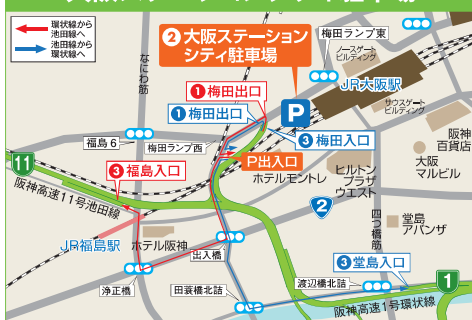 環状線から
池田線へ
池田線から
環状線へ
2 大阪ステーション
シティ駐車場
梅田ランプ東
なにわ筋
ノースゲート
ビルディング
JR大阪駅
1 梅田出口
1 梅田出口
P
サウスゲート
ビルディング
福島6
梅田ランプ西
3 梅田入口
阪神
百貨店
11
3 福島入口
P出入口
ホテルモントレ
ヒルトン
プラザ
ウエスト
大阪
マルビル
阪神高速11号池田線
2
四つ橋筋
堂島
アバンザ
JR福島駅
ホテル阪神
出入橋
3 堂島入口
浄正橋
田蓑橋北詰
渡辺橋北詰
1
阪神高速1号環状線